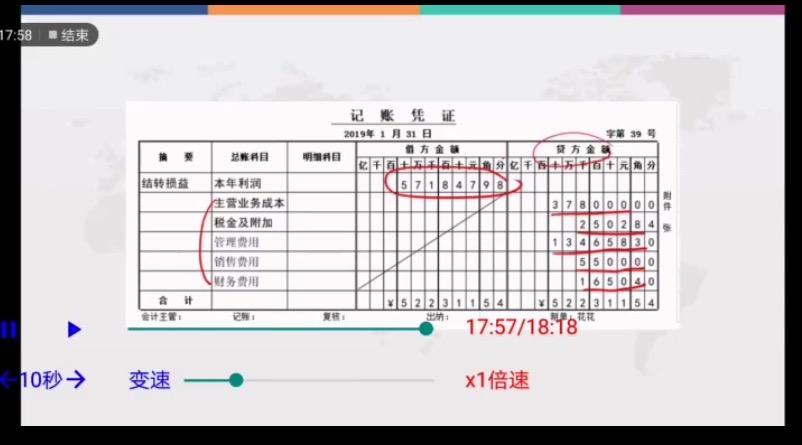 17:58 结束
记 账 凭 证
2019年 1 月 31 日 字第 39 号
摘 要 总账科目 明细科目 借 方 金 额 贷 方 金 额
亿 千 百 十 万 千 百 十 元 角 分 亿 千 百 十 万 千 百 十 元 角 分
结转损益 本年利润 5 7 1 8 4 7 9 8
主营业务成本 3 7 8 0 0 0 0 0
税金及附加 2 5 0 2 8 4
管理费用 1 3 4 6 5 8 3 0
销售费用 5 5 0 0 0 0
财务费用 1 6 5 0 4 0
附件 张
合 计 ¥ 5 2 2 3 1 1 5 4 ¥ 5 2 2 3 1 1 5 4
会计主管: 记账: 复核: 出纳: 制单: 花花
17:57/18:18
10秒 变速 x1倍速